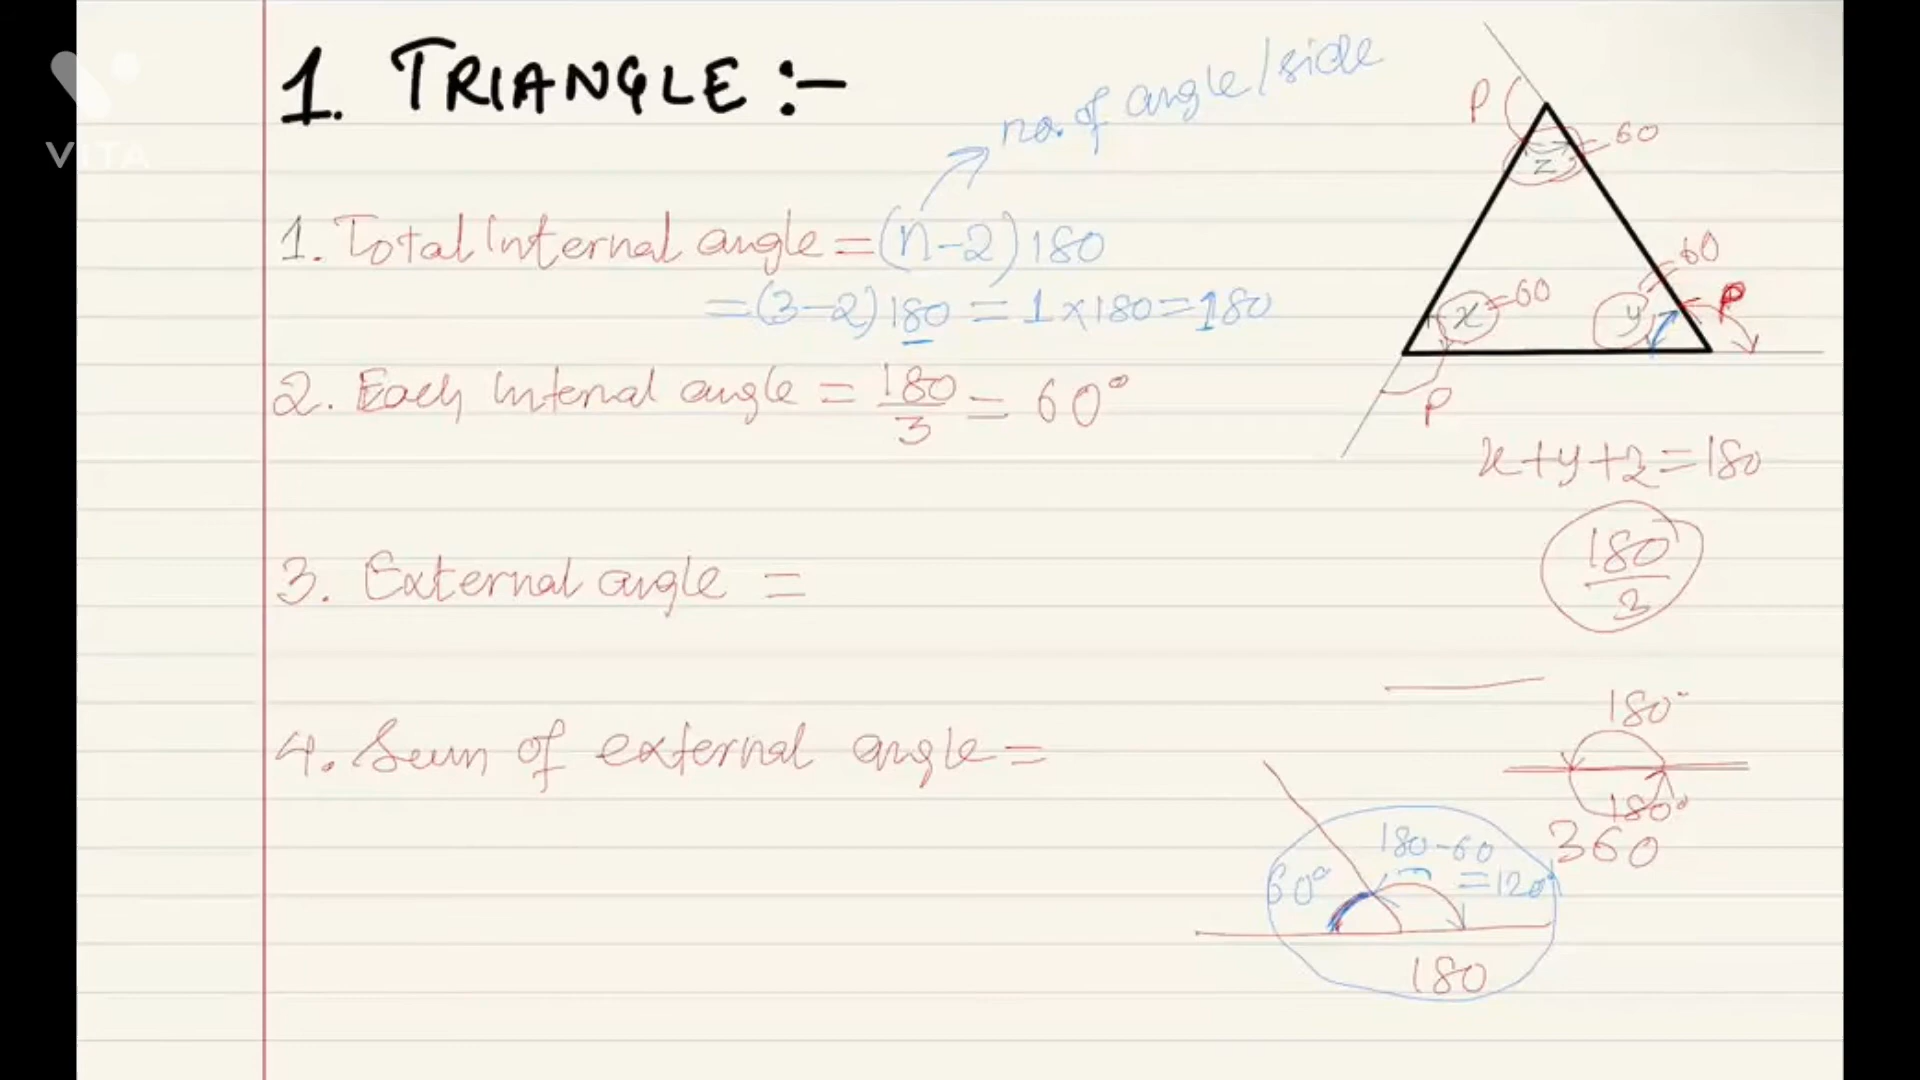 VITA
1. TRIANGLE :-
no. of angle/side
1. Total Internal angle = (n-2)180
= (3-2)180 = 1×180 = 180
2. Each Internal angle = 180/3 = 60°
3. External angle =
4. Sum of external angle =
P
z = 60
x = 60
y = 60
P
P
x+y+z=180
180/3
180°
180°
360
60°
180-60
=120°
180